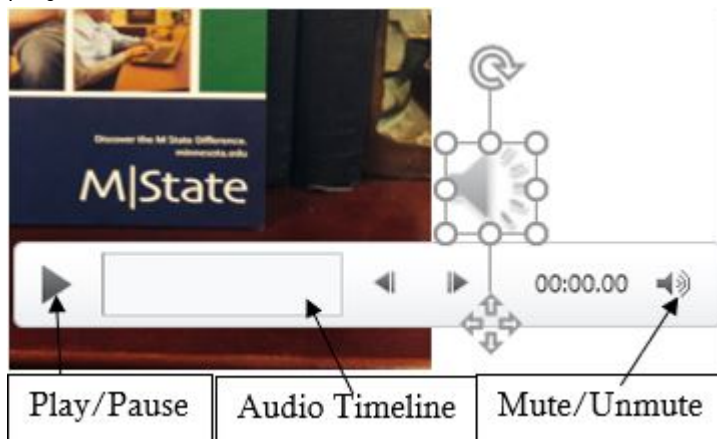 Discover the M State Difference.
minnesota.edu
M|State
00:00.00
Play/Pause
Audio Timeline
Mute/Unmute